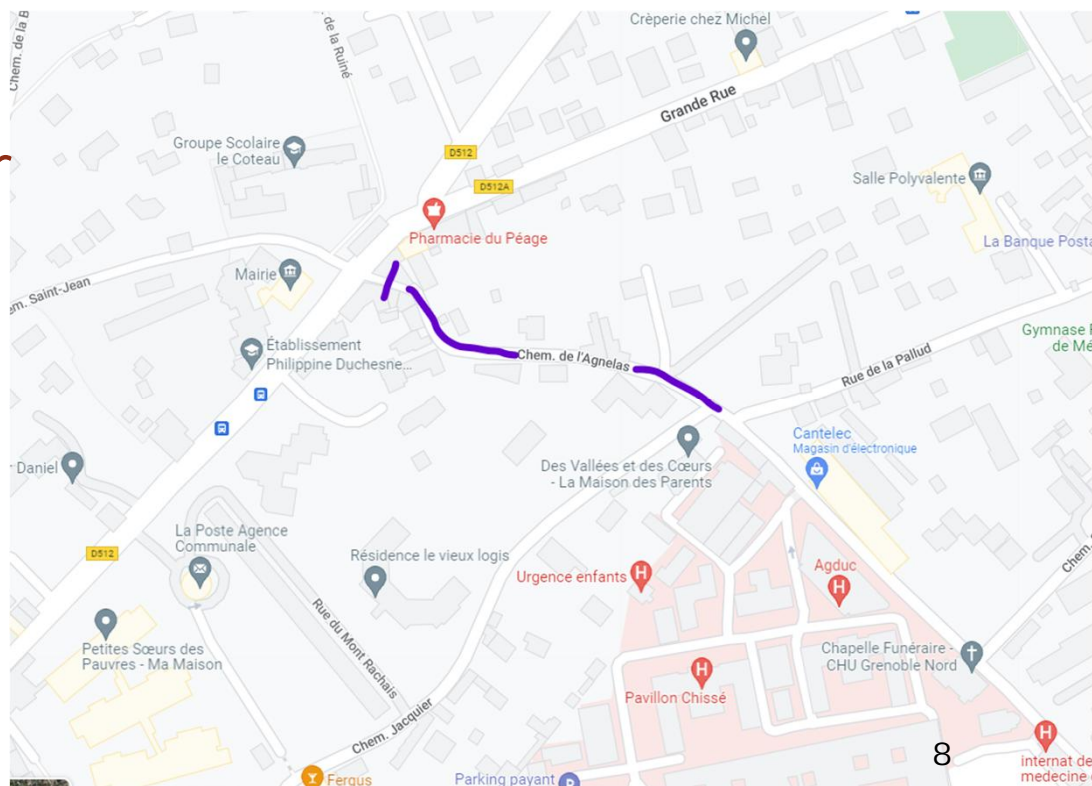 Crèperie chez Michel
Chem. de la B
de la Ruiné
Grande Rue
Groupe Scolaire
le Coteau
D512
D512A
Salle Polyvalente
Pharmacie du Péage
La Banque Posta
Mairie
em. Saint-Jean
Gymnase
de Mé
Établissement
Philippine Duchesne...
Chem. de l'Agnelas
Rue de la Pallud
Cantelec
Magasin d'électronique
Daniel
Des Vallées et des Cœurs
- La Maison des Parents
La Poste Agence
Communale
D512
Résidence le vieux logis
Urgence enfants
Agduc
Chem.
Rue du Mont Rachais
Petites Sœurs des
Pauvres - Ma Maison
Chapelle Funéraire -
CHU Grenoble Nord
Pavillon Chissé
Chem. Jacquier
8
internat de
medecine
Fergus
Parking payant